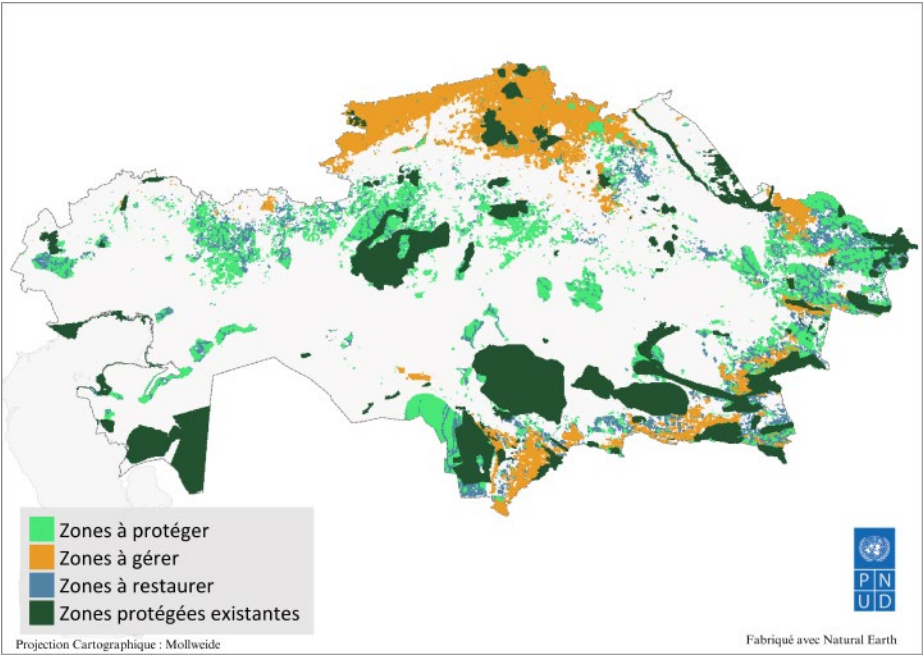 Zones à protéger
Zones à gérer
Zones à restaurer
Zones protégées existantes
P N
U D
Projection Cartographique : Mollweide
Fabriqué avec Natural Earth